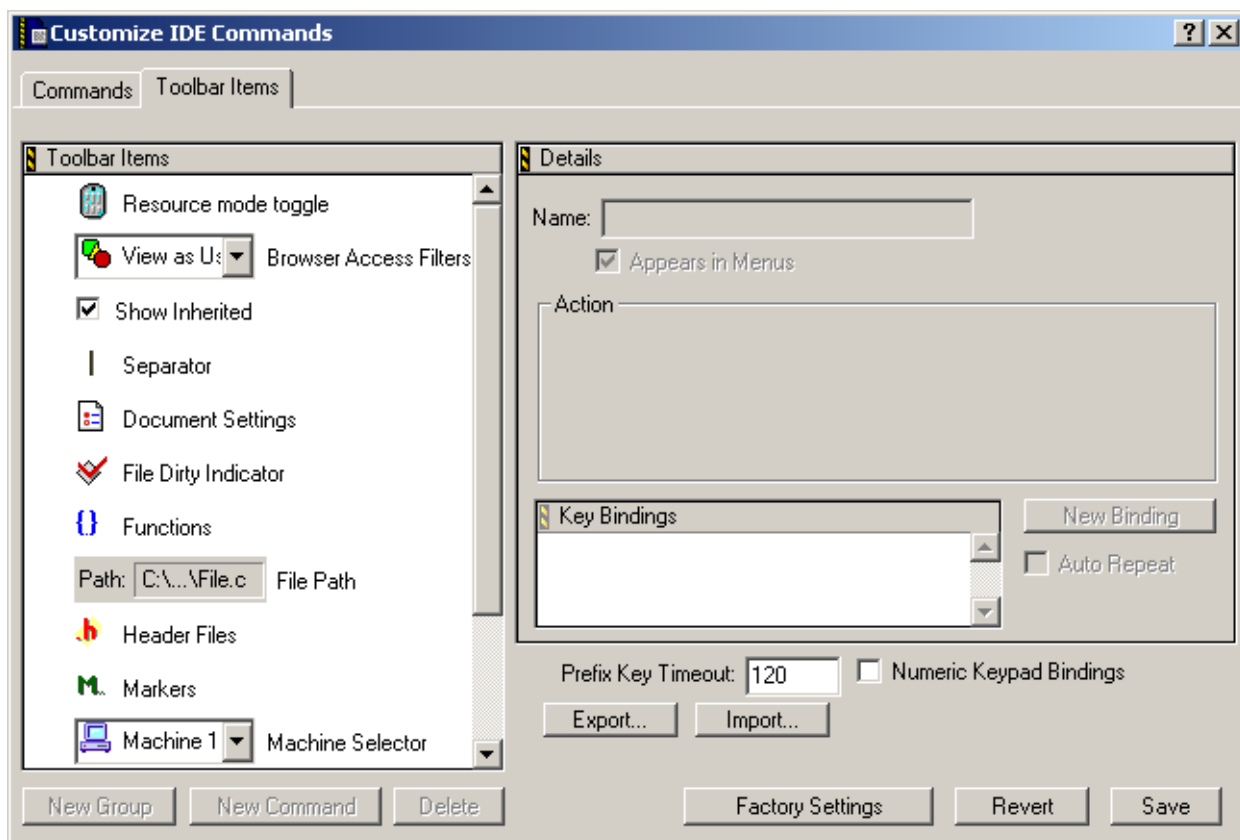 Customize IDE Commands
Commands
Toolbar Items
Toolbar Items
Resource mode toggle
View as Us
Browser Access Filters
Show Inherited
Separator
Document Settings
File Dirty Indicator
{} Functions
Path: C:\...\File.c File Path
.h Header Files
M.. Markers
Machine 1
Machine Selector
Details
Name:
Appears in Menus
Action
Key Bindings
New Binding
Auto Repeat
Prefix Key Timeout: 120
Numeric Keypad Bindings
Export...
Import...
New Group
New Command
Delete
Factory Settings
Revert
Save